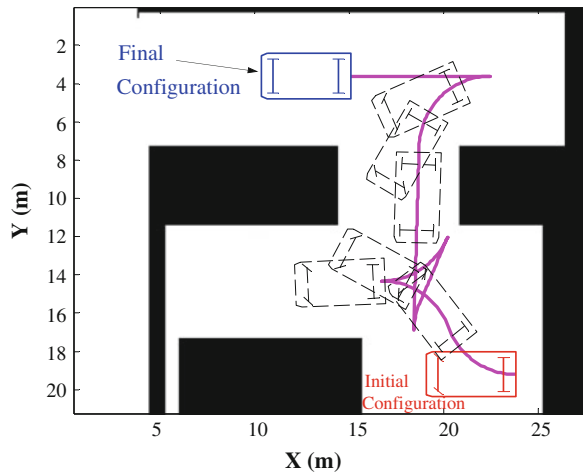 2
4
6
8
10
12
14
16
18
20
Y (m)
Final
Configuration
Initial
Configuration
5
10
15
20
25
X (m)